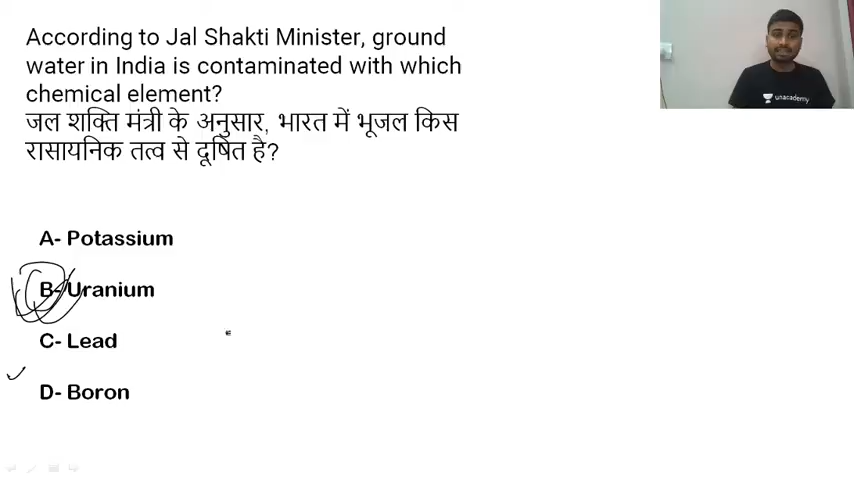 According to Jal Shakti Minister, ground
water in India is contaminated with which
chemical element?
जल शक्ति मंत्री के अनुसार, भारत में भूजल किस
रासायनिक तत्व से दूषित है?
unacademy
A- Potassium
B- Uranium
C- Lead
D- Boron